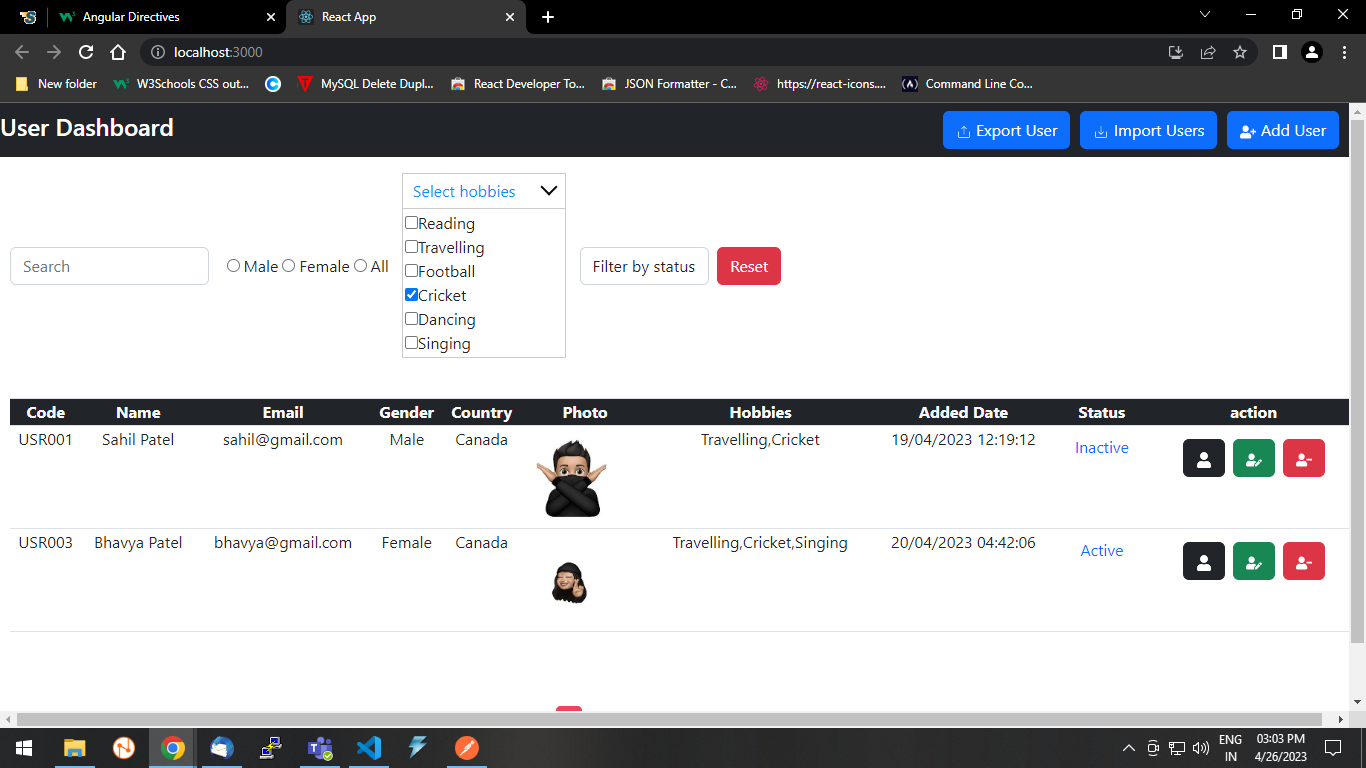 Angular Directives
React App
localhost:3000
New folder
W3Schools CSS out...
MySQL Delete Dupl...
React Developer To...
JSON Formatter - C...
https://react-icons....
Command Line Co...
User Dashboard
Export User
Import Users
Add User
Select hobbies
Reading
Travelling
Football
Cricket
Dancing
Singing
Search
Male Female All
Filter by status
Reset
Code Name Email Gender Country Photo Hobbies Added Date Status action
USR001 Sahil Patel sahil@gmail.com Male Canada Travelling,Cricket 19/04/2023 12:19:12 Inactive
USR003 Bhavya Patel bhavya@gmail.com Female Canada Travelling,Cricket,Singing 20/04/2023 04:42:06 Active
ENG
IN
03:03 PM
4/26/2023